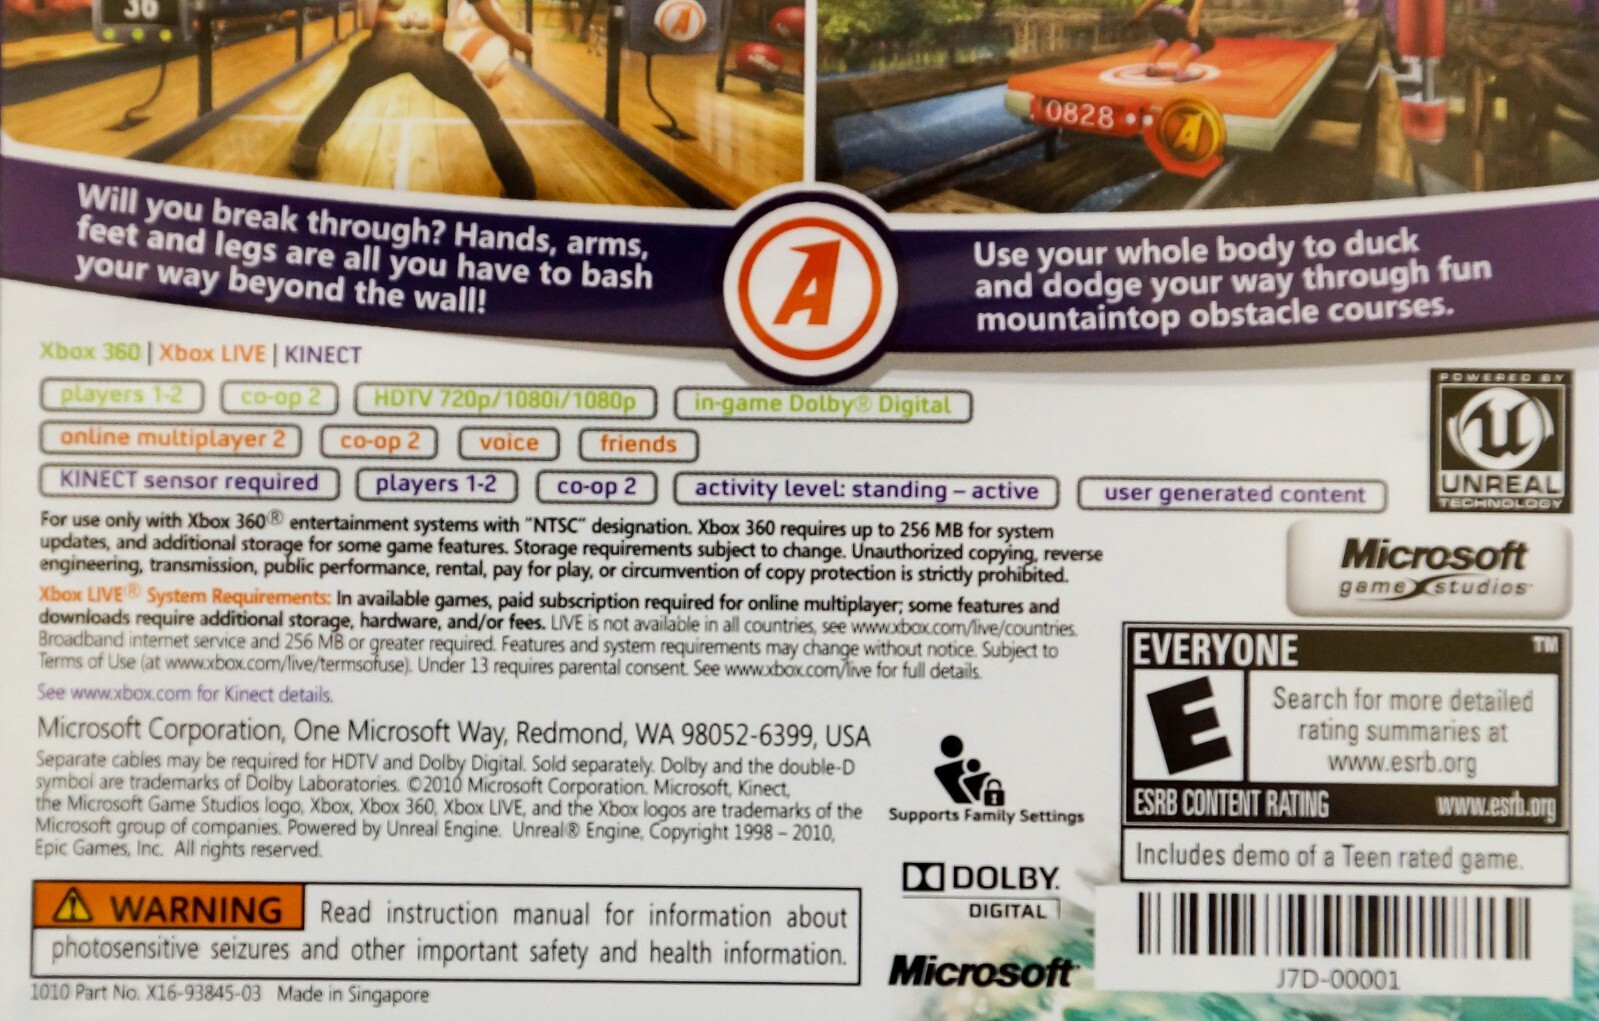 36
A
0828
A
Will you break through? Hands, arms,
feet and legs are all you have to bash
your way beyond the wall!
A
Use your whole body to duck
and dodge your way through fun
mountaintop obstacle courses.
Xbox 360 | Xbox LIVE | KINECT
players 1-2 co-op 2 HDTV 720p/1080i/1080p in-game Dolby® Digital
online multiplayer 2 co-op 2 voice friends
KINECT sensor required players 1-2 co-op 2 activity level: standing – active user generated content
POWERED BY
U
UNREAL
TECHNOLOGY
For use only with Xbox 360® entertainment systems with "NTSC" designation. Xbox 360 requires up to 256 MB for system
updates, and additional storage for some game features. Storage requirements subject to change. Unauthorized copying, reverse
engineering, transmission, public performance, rental, pay for play, or circumvention of copy protection is strictly prohibited.
Xbox LIVE® System Requirements: In available games, paid subscription required for online multiplayer; some features and
downloads require additional storage, hardware, and/or fees. LIVE is not available in all countries, see www.xbox.com/live/countries.
Broadband internet service and 256 MB or greater required. Features and system requirements may change without notice. Subject to
Terms of Use (at www.xbox.com/live/termsofuse). Under 13 requires parental consent. See www.xbox.com/live for full details.
See www.xbox.com for Kinect details.
Microsoft
game studios
Microsoft Corporation, One Microsoft Way, Redmond, WA 98052-6399, USA
Separate cables may be required for HDTV and Dolby Digital. Sold separately. Dolby and the double-D
symbol are trademarks of Dolby Laboratories. ©2010 Microsoft Corporation. Microsoft, Kinect,
the Microsoft Game Studios logo, Xbox, Xbox 360, Xbox LIVE, and the Xbox logos are trademarks of the
Microsoft group of companies. Powered by Unreal Engine. Unreal® Engine, Copyright 1998 – 2010,
Epic Games, Inc. All rights reserved.
Supports Family Settings
EVERYONE TM
E
Search for more detailed
rating summaries at
www.esrb.org
ESRB CONTENT RATING www.esrb.org
Includes demo of a Teen rated game.
WARNING Read instruction manual for information about
photosensitive seizures and other important safety and health information.
DOLBY.
DIGITAL
Microsoft
J7D-00001
1010 Part No. X16-93845-03 Made in Singapore